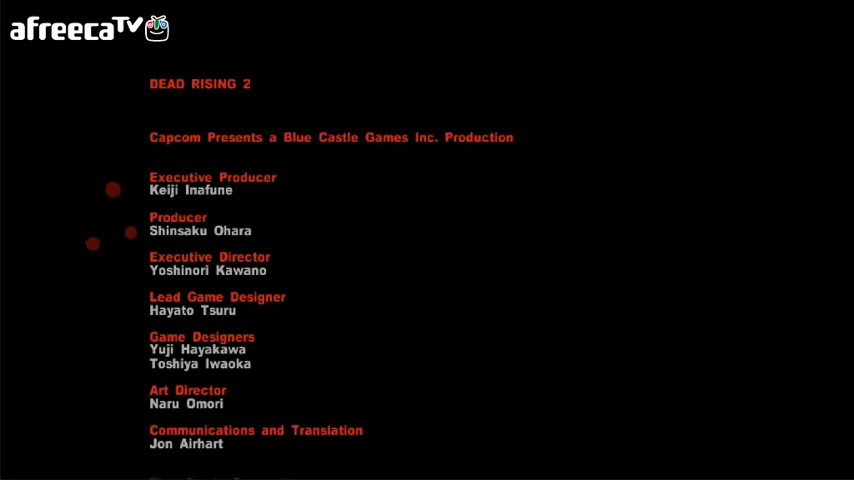 afreecaTV
DEAD RISING 2
Capcom Presents a Blue Castle Games Inc. Production
Executive Producer
Keiji Inafune
Producer
Shinsaku Ohara
Executive Director
Yoshinori Kawano
Lead Game Designer
Hayato Tsuru
Game Designers
Yuji Hayakawa
Toshiya Iwaoka
Art Director
Naru Omori
Communications and Translation
Jon Airhart